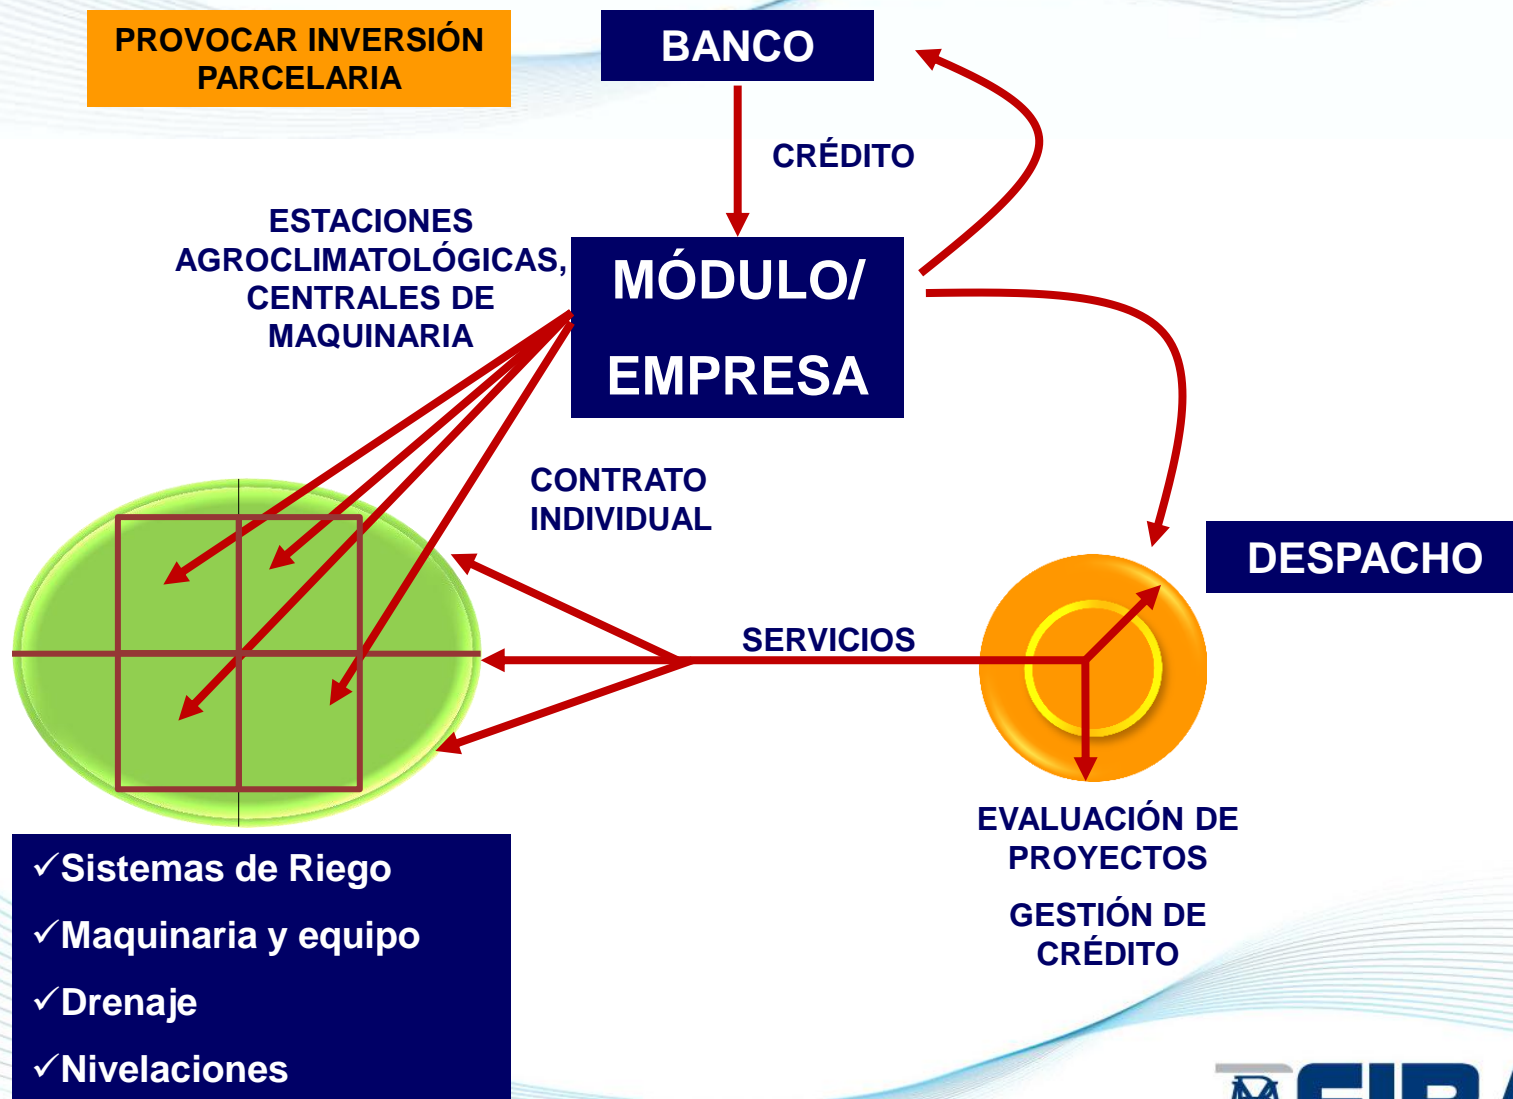 PROVOCAR INVERSIÓN
PARCELARIA
BANCO
CRÉDITO
ESTACIONES
AGROCLIMATOLÓGICAS,
CENTRALES DE
MAQUINARIA
MÓDULO/
EMPRESA
CONTRATO
INDIVIDUAL
DESPACHO
SERVICIOS
EVALUACIÓN DE
PROYECTOS
GESTIÓN DE
CRÉDITO
✓Sistemas de Riego
✓Maquinaria y equipo
✓Drenaje
✓Nivelaciones